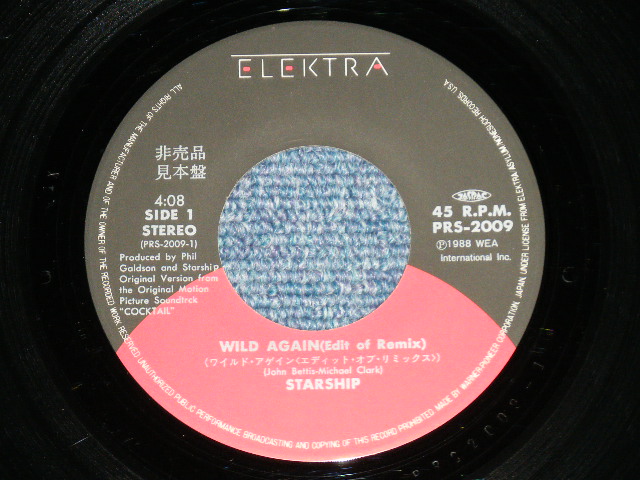 ELEKTRA
非売品
見本盤
4:08
SIDE 1
STEREO
(PRS-2009-1)
Produced by Phil
Galdson and Starship
Original Version from
the Original Motion
Picture Soundtrck
"COCKTAIL"
45 R.P.M.
PRS-2009
Ⓟ1988 WEA
International Inc.
WILD AGAIN(Edit of Remix)
(ワイルド・アゲイン〈エディット・オブ・リミックス〉)
(John Bettis-Michael Clark)
STARSHIP
ALL RIGHTS OF THE MANUFACTURER AND OF THE OWNER OF THE RECORDED WORK RESERVED UNAUTHORIZED PUBLIC PERFORMANCE BROADCASTING AND COPYING OF THIS RECORD PROHIBITED. MADE BY WARNER-PIONEER CORPORATION, JAPAN UNDER LICENSE FROM ELEKTRA ASYLUM NONESUCH RECORDS, U.S.A.